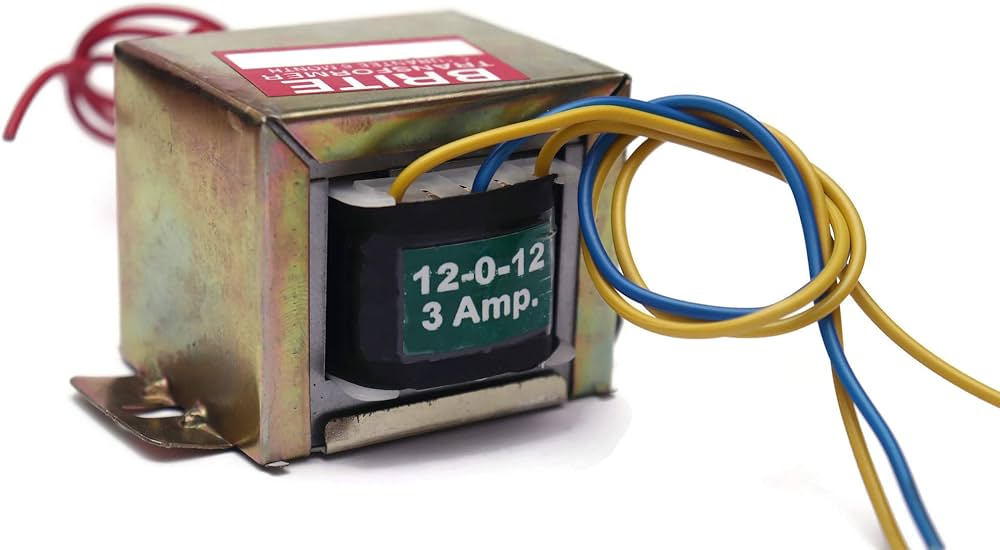 BRITE
TRANSFORMER
12-0-12
3 Amp.